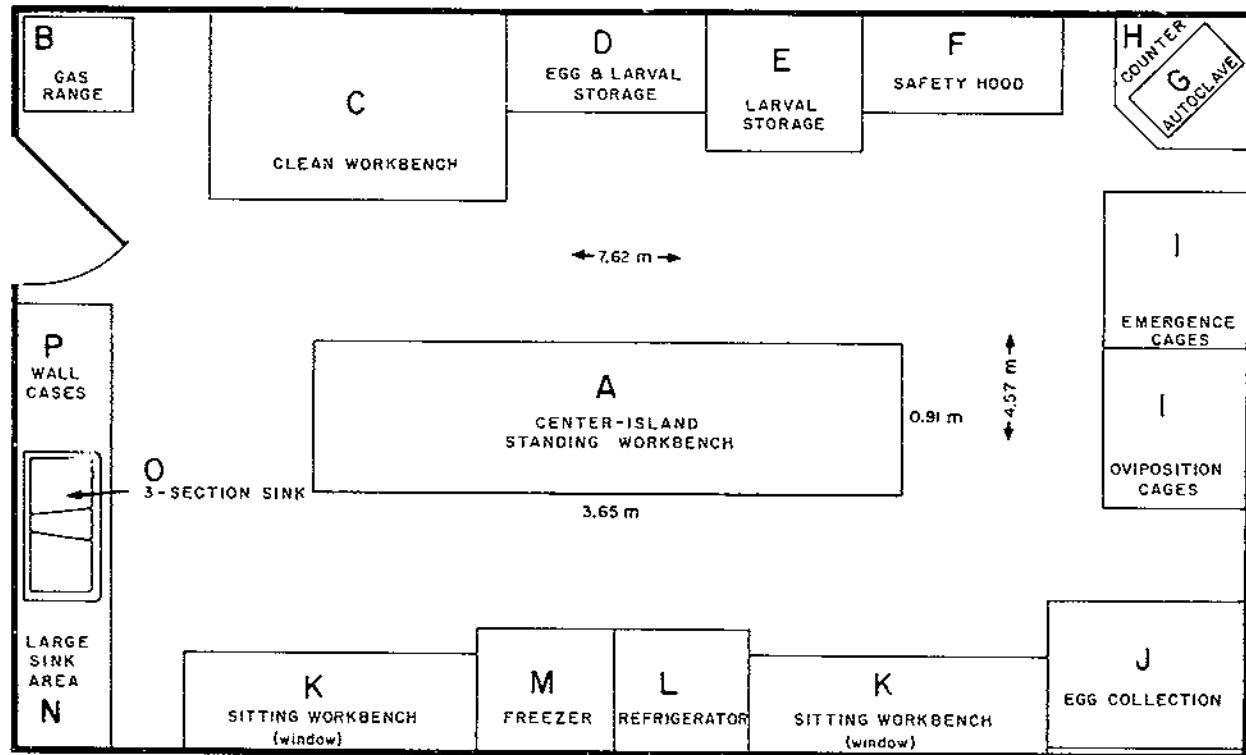 B
GAS
RANGE
C
CLEAN WORKBENCH
D
EGG & LARVAL
STORAGE
E
LARVAL
STORAGE
F
SAFETY HOOD
H
COUNTER
G
AUTOCLAVE
7.62 m
I
EMERGENCE
CAGES
I
OVIPOSITION
CAGES
4.57 m
A
CENTER-ISLAND
STANDING WORKBENCH
0.91 m
3.65 m
P
WALL
CASES
O
3-SECTION SINK
LARGE
SINK
AREA
N
K
SITTING WORKBENCH
(window)
M
FREEZER
L
REFRIGERATOR
K
SITTING WORKBENCH
(window)
J
EGG COLLECTION